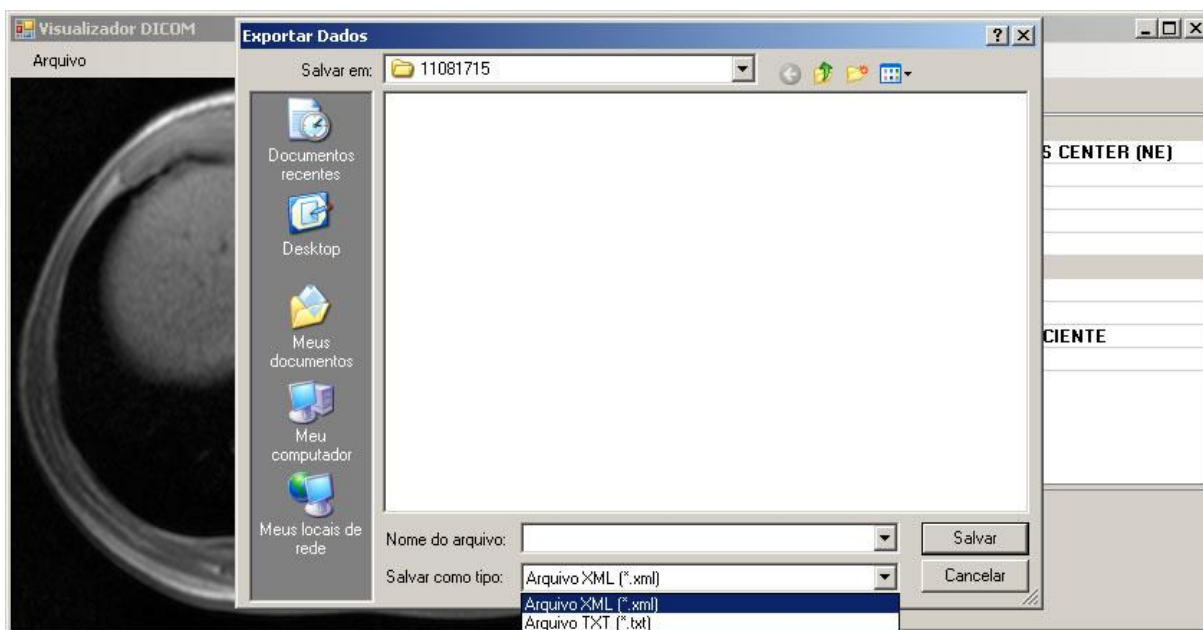 Visualizador DICOM
Arquivo
Exportar Dados
Salvar em:
11081715
Documentos
recentes
Desktop
Meus
documentos
Meu
computador
Meus locais de
rede
Nome do arquivo:
Salvar
Salvar como tipo:
Arquivo XML (*.xml)
Cancelar
Arquivo XML (*.xml)
Arquivo TXT (*.txt)
S CENTER (NE)
CIENTE